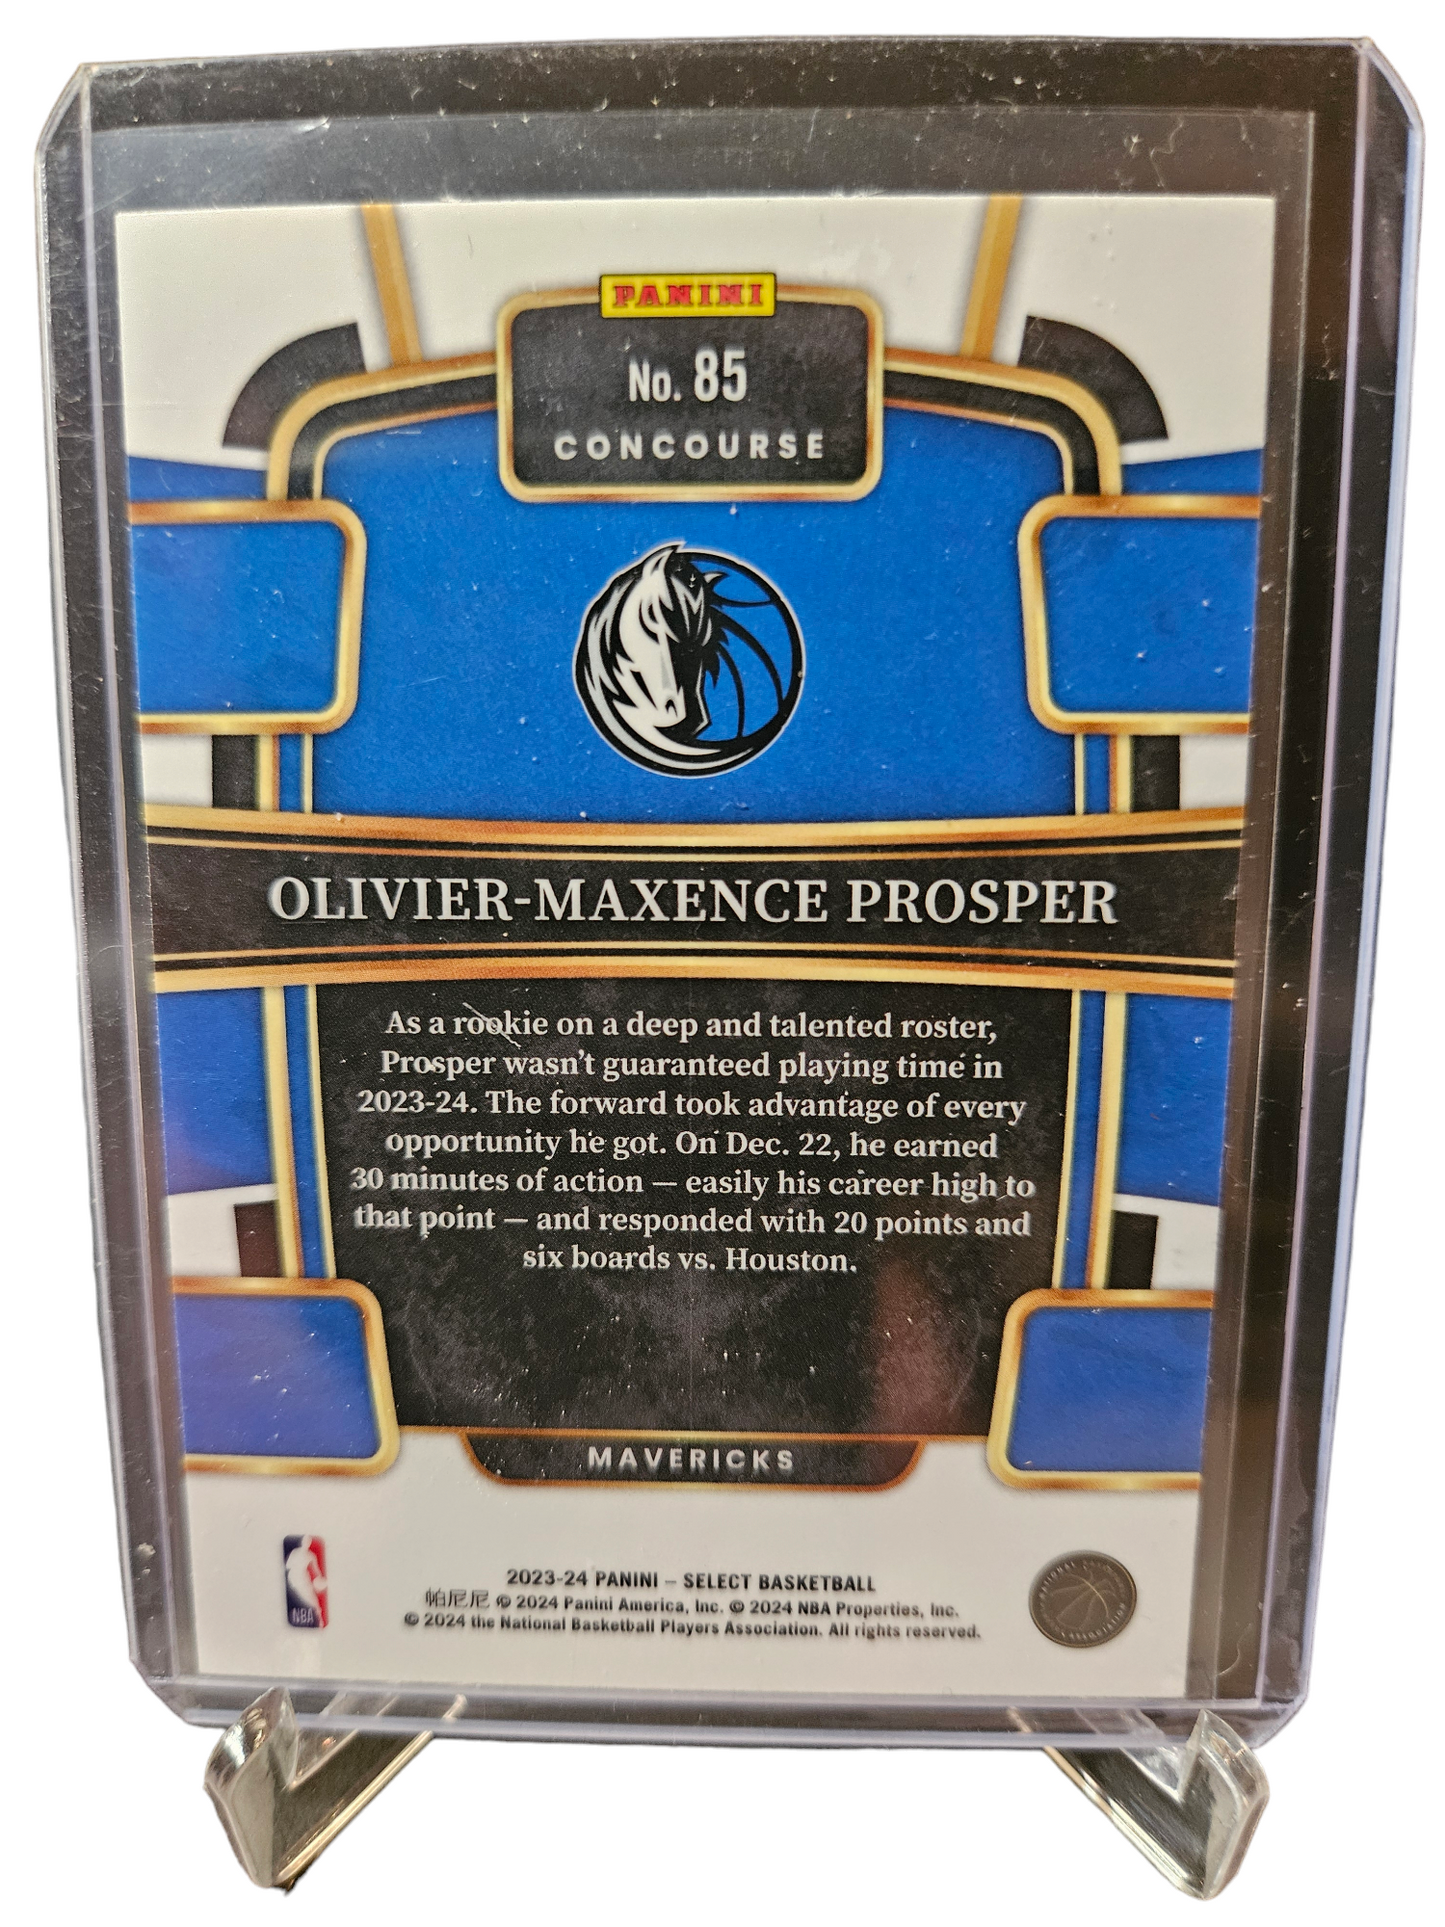 PANINI
No. 85
CONCOURSE
OLIVIER-MAXENCE PROSPER
As a rookie on a deep and talented roster,
Prosper wasn't guaranteed playing time in
2023-24. The forward took advantage of every
opportunity he got. On Dec. 22, he earned
30 minutes of action — easily his career high to
that point — and responded with 20 points and
six boards vs. Houston.
MAVERICKS
NBA
2023-24 PANINI – SELECT BASKETBALL
帕尼尼 © 2024 Panini America, Inc. © 2024 NBA Properties, Inc.
© 2024 the National Basketball Players Association. All rights reserved.